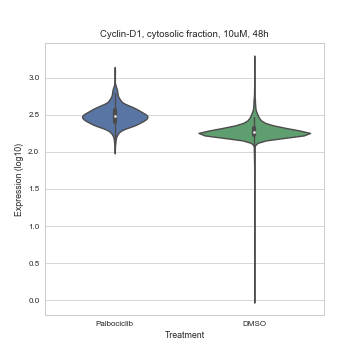 Cyclin-D1, cytosolic fraction, 10uM, 48h
Expression (log10)
3.0
2.5
2.0
1.5
1.0
0.5
0.0
Palbociclib
DMSO
Treatment